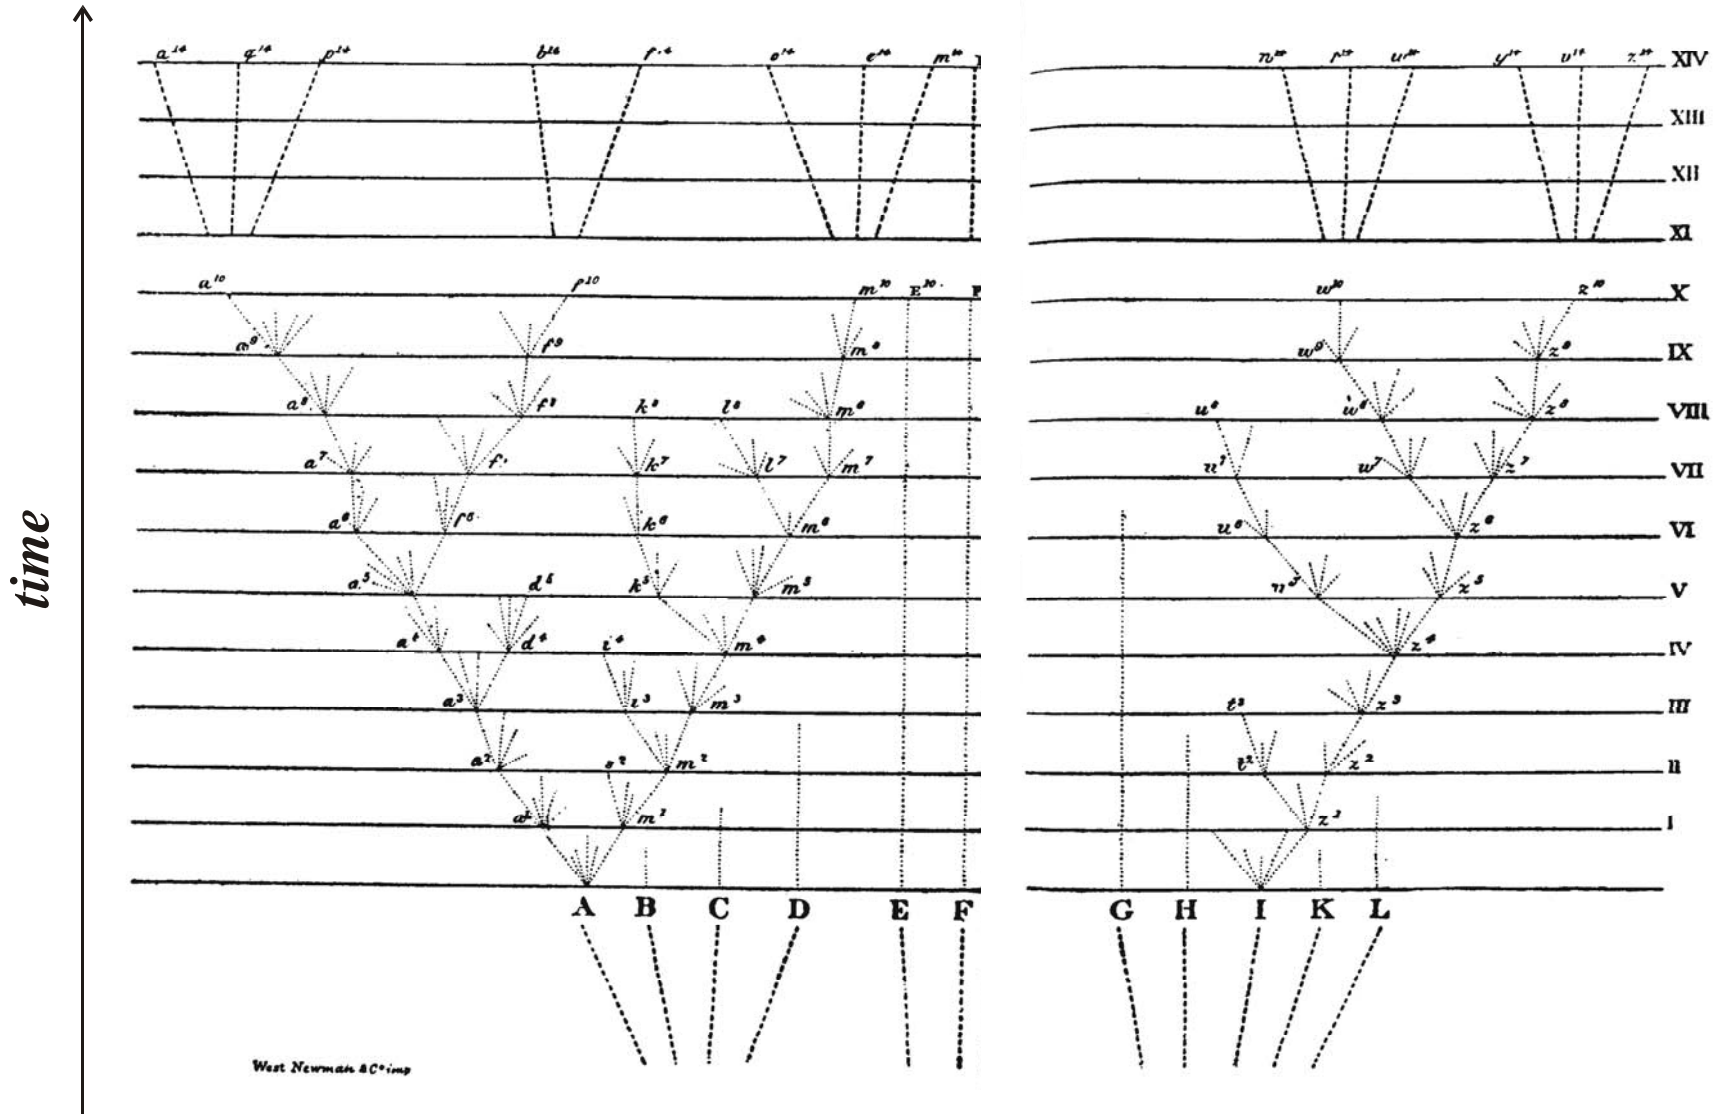 a¹⁴ q¹⁴ p¹⁴ b¹⁴ f¹⁴ o¹⁴ e¹⁴ m¹⁴ n¹⁴ r¹⁴ w¹⁴ y¹⁴ v¹⁴ z¹⁴ XIV
XIII
XII
XI
a¹⁰ f¹⁰ m¹⁰ E¹⁰ w¹⁰ z¹⁰ X
a⁹ f⁹ m⁹ w⁹ z⁹ IX
a⁸ f⁸ k⁸ l⁸ m⁸ u⁸ w⁸ z⁸ VIII
a⁷ k⁷ l⁷ m⁷ u⁷ w⁷ z⁷ VII
a⁶ f⁶ k⁶ m⁶ u⁶ z⁶ VI
time
a⁵ d⁵ k⁵ m⁵ z⁵ V
a⁴ d⁴ i⁴ m⁴ z⁴ IV
a³ i³ m³ t³ z³ III
a² s² m² t² z² II
a¹ m¹ z¹ I
A B C D E F G H I K L
West Newman & Co imp